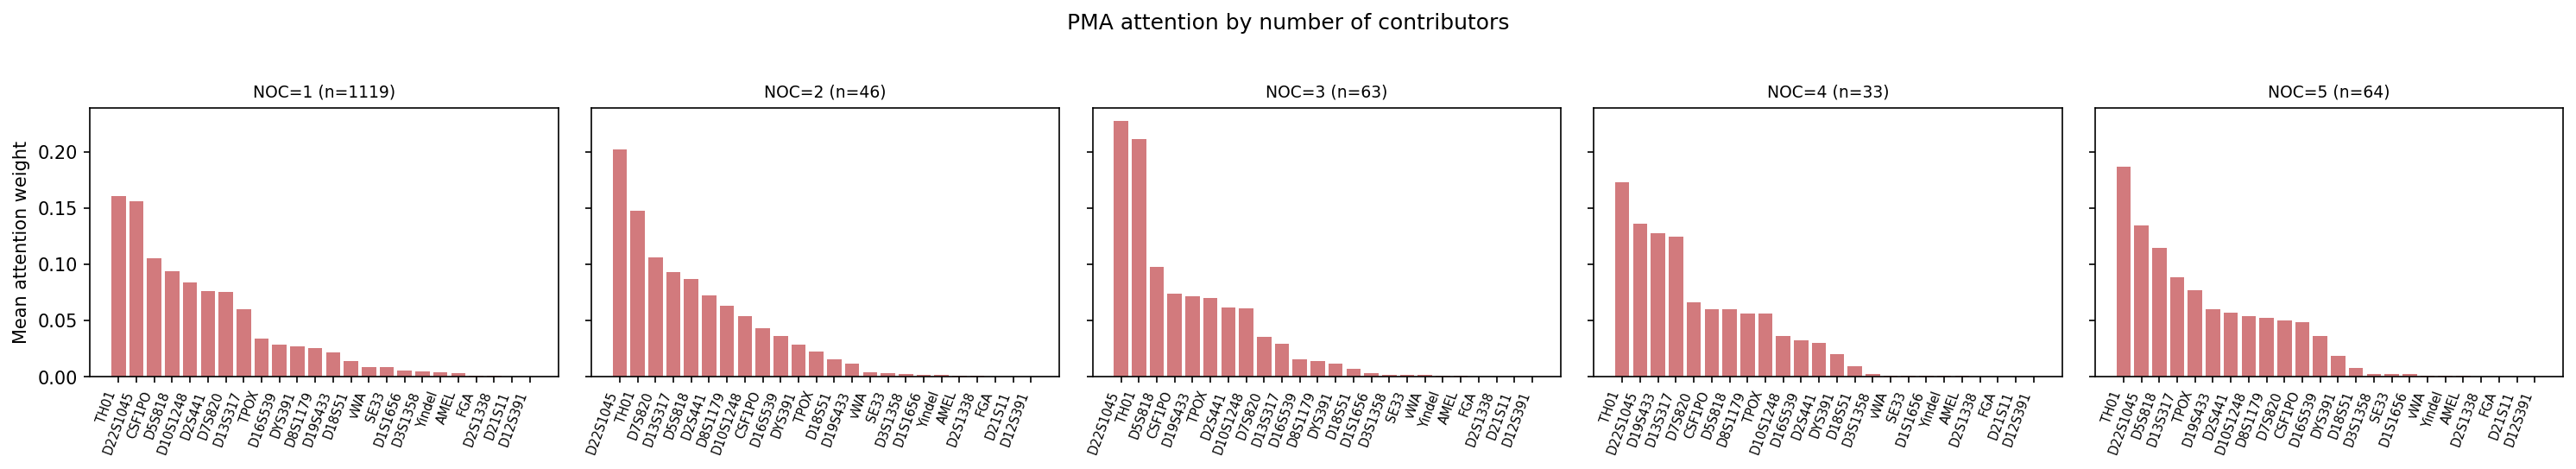 PMA attention by number of contributors
NOC=1 (n=1119)
NOC=2 (n=46)
NOC=3 (n=63)
NOC=4 (n=33)
NOC=5 (n=64)
Mean attention weight
0.20
0.15
0.10
0.05
0.00
TH01
D22S1045
CSF1PO
D5S818
D10S1248
D2S441
D7S820
D13S317
TPOX
D16S539
DYS391
D8S1179
D19S433
D18S51
vWA
SE33
D1S1656
D3S1358
Yindel
AMEL
FGA
D2S1338
D21S11
D12S391
D22S1045
TH01
D7S820
D13S317
D5S818
D2S441
D8S1179
D10S1248
CSF1PO
D16S539
DYS391
TPOX
D18S51
D19S433
vWA
SE33
D3S1358
D1S1656
Yindel
AMEL
D2S1338
FGA
D21S11
D12S391
D22S1045
TH01
D5S818
CSF1PO
D19S433
TPOX
D2S441
D10S1248
D7S820
D13S317
D16S539
D8S1179
DYS391
D18S51
D1S1656
D3S1358
SE33
vWA
Yindel
AMEL
FGA
D2S1338
D21S11
D12S391
TH01
D22S1045
D19S433
D13S317
D7S820
CSF1PO
D5S818
D8S1179
TPOX
D10S1248
D16S539
D2S441
DYS391
D18S51
D3S1358
vWA
SE33
D1S1656
Yindel
AMEL
D2S1338
FGA
D21S11
D12S391
TH01
D22S1045
D5S818
D13S317
TPOX
D19S433
D2S441
D10S1248
D8S1179
D7S820
CSF1PO
D16S539
DYS391
D18S51
D3S1358
SE33
D1S1656
vWA
Yindel
AMEL
D2S1338
FGA
D21S11
D12S391